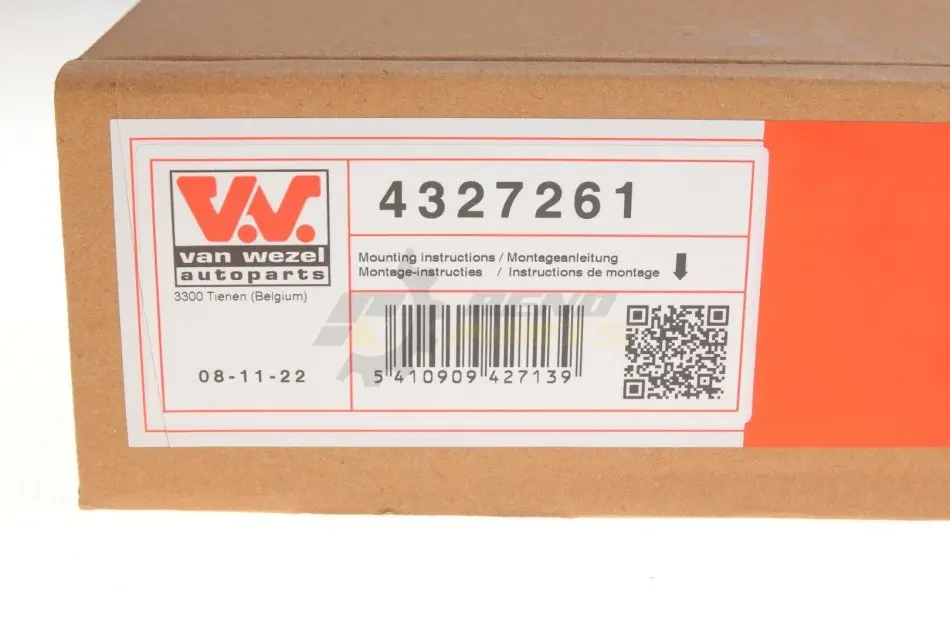 V.W.
van wezel
autoparts
3300 Tienen (Belgium)
08-11-22
4327261
Mounting instructions / Montageanleitung
Montage-instructies / Instructions de montage
5 410909 427139